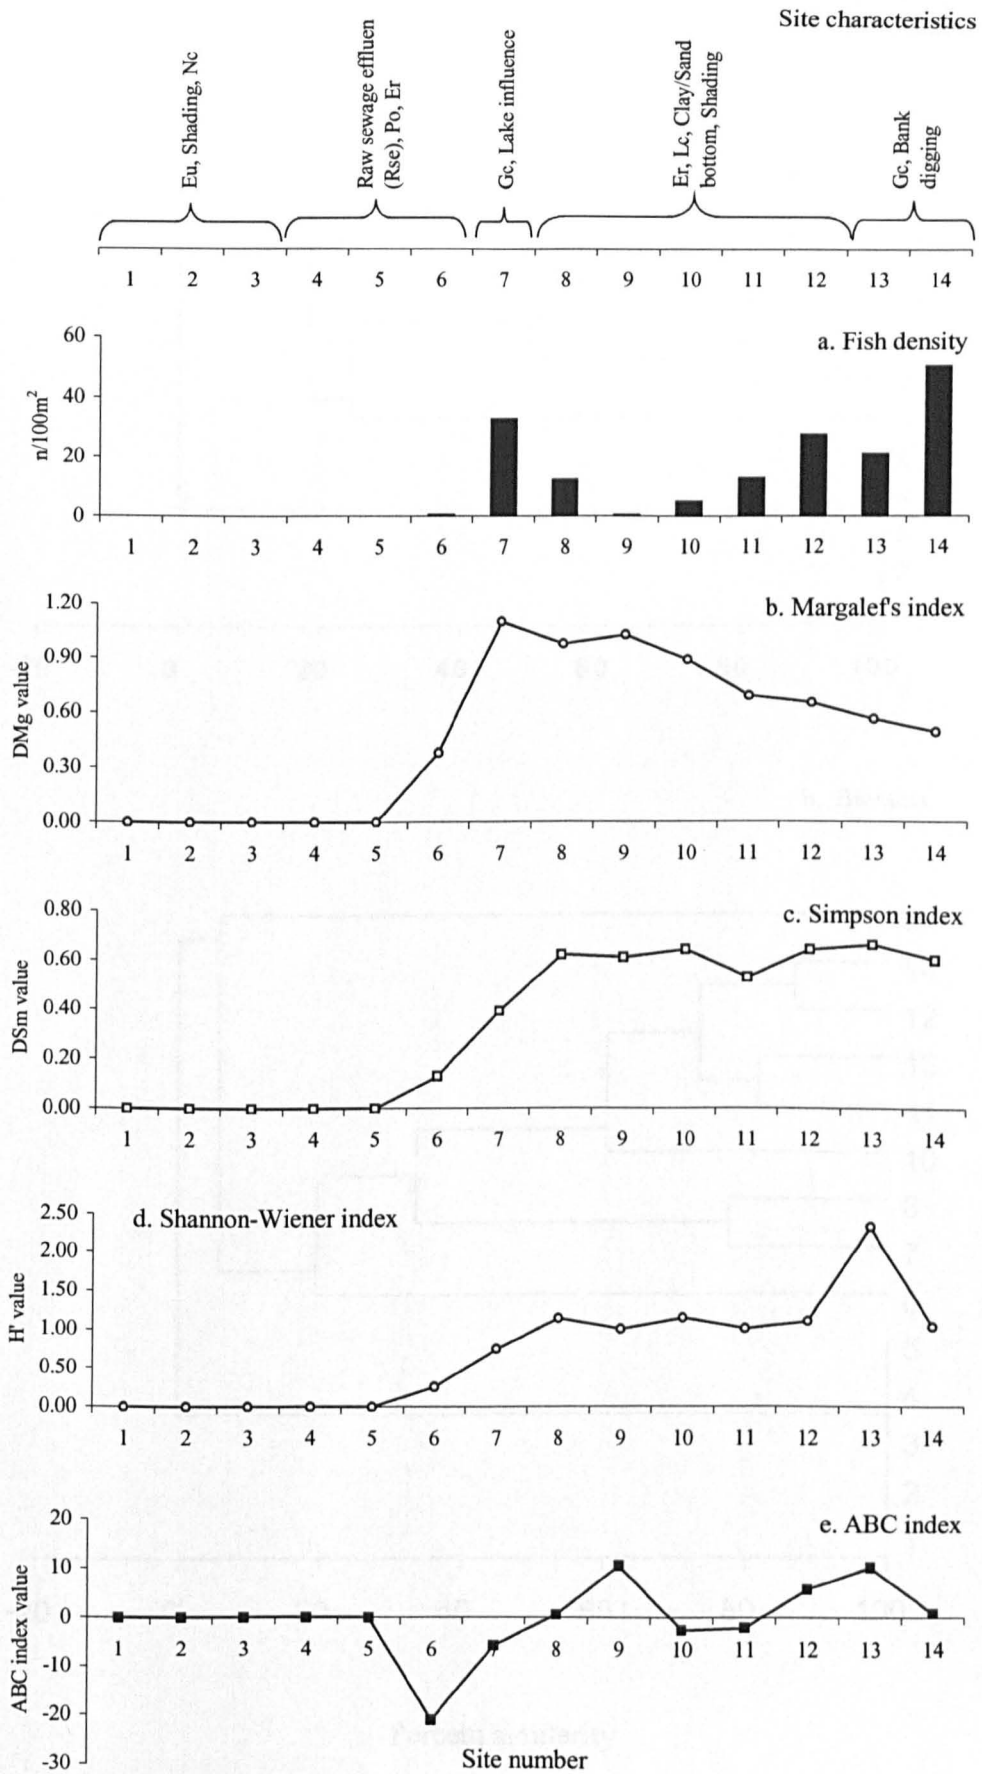 Site characteristics
Eu, Shading, Nc
Raw sewage effluen
(Rse), Po, Er
Gc, Lake influence
Er, Lc, Clay/Sand
bottom, Shading
Gc, Bank
digging
1 2 3 4 5 6 7 8 9 10 11 12 13 14
a. Fish density
n/100m²
60
40
20
0
1 2 3 4 5 6 7 8 9 10 11 12 13 14
b. Margalef's index
DMg value
1.20
0.90
0.60
0.30
0.00
1 2 3 4 5 6 7 8 9 10 11 12 13 14
c. Simpson index
DSm value
0.80
0.60
0.40
0.20
0.00
1 2 3 4 5 6 7 8 9 10 11 12 13 14
d. Shannon-Wiener index
H' value
2.50
2.00
1.50
1.00
0.50
0.00
1 2 3 4 5 6 7 8 9 10 11 12 13 14
e. ABC index
ABC index value
20
10
0
-10
-20
-30
1 2 3 4 5 6 7 8 9 10 11 12 13 14
Site number